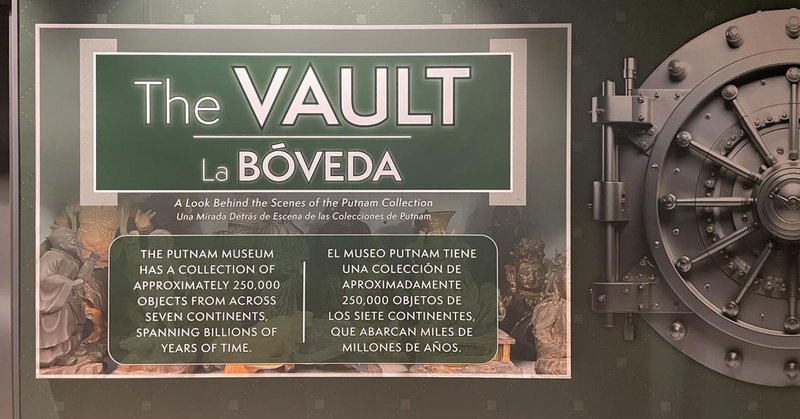 The VAULT
La BÓVEDA
A Look Behind the Scenes of the Putnam Collection
Una Mirada Detrás de Escena de las Colecciones de Putnam
THE PUTNAM MUSEUM
HAS A COLLECTION OF
APPROXIMATELY 250,000
OBJECTS FROM ACROSS
SEVEN CONTINENTS,
SPANNING BILLIONS OF
YEARS OF TIME.
EL MUSEO PUTNAM TIENE
UNA COLECCIÓN DE
APROXIMADAMENTE
250,000 OBJETOS DE
LOS SIETE CONTINENTES,
QUE ABARCAN MILES DE
MILLONES DE AÑOS.